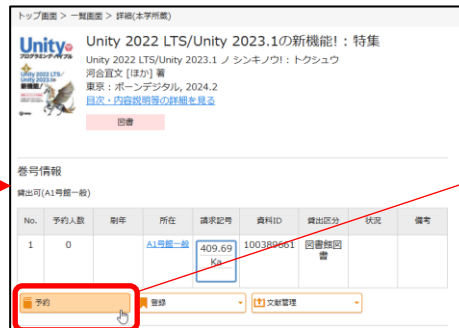 トップ画面 > 一覧画面 > 詳細(本学所蔵)
Unity
プログラミング・バイブル
Unity 2022 LTS/
Unity 2023.1の
新機能!
Unity 2022 LTS/Unity 2023.1の新機能! : 特集
Unity 2022 LTS/Unity 2023.1 ノ シンキノウ! : トクシュウ
河合宜文 [ほか] 著
東京 : ボーンデジタル, 2024.2
目次・内容説明等の詳細を見る
図書
巻号情報
貸出可(A1号館一般)
No. 予約人数 刷年 所在 請求記号 資料ID 貸出区分 状況 備考
1 0 A1号館一般 409.69 100389661 図書館図
Ka 書
予約 登録 文献管理